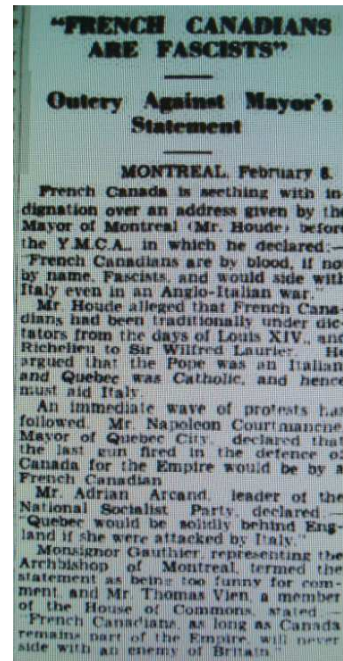 "FRENCH CANADIANS
ARE FASCISTS"
Outcry Against Mayor's
Statement
MONTREAL, February 8.
French Canada is seething with in-
dignation over an address given by the
Mayor of Montreal (Mr. Houde) before
the Y.M.C.A., in which he declared:—
"French Canadians are by blood, if not
by name, Fascists, and would side with
Italy even in an Anglo-Italian war."
Mr. Houde alleged that French Cana-
dians had been traditionally under dic-
tators from the days of Louis XIV., and
Richelieu to Sir Wilfred Laurier. He
argued that the Pope was an Italian
and Quebec was Catholic, and hence
must aid Italy.
An immediate wave of protests has
followed. Mr. Napoleon Courtmanche,
Mayor of Quebec City, declared that
the last gun fired in the defence of
Canada for the Empire would be by a
French Canadian
Mr. Adrian Arcand, leader of the
National Socialist Party, declared:—
"Quebec would be solidly behind Eng-
land if she were attacked by Italy."
Monsignor Gauthier, representing the
Archbishop of Montreal, termed the
statement as being too funny for com-
ment, and Mr. Thomas Vien, a member
of the House of Commons, stated:—
"French Canadians, as long as Canada
remains part of the Empire, will never
side with an enemy of Britain"